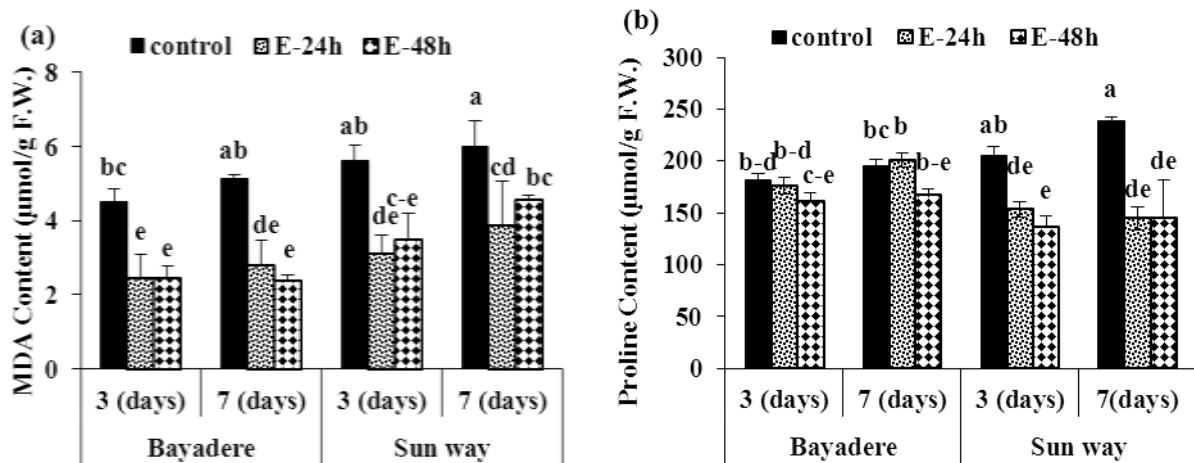 (a)
control E-24h E-48h
MDA Content (µmol/g F.W.)
8
6
4
2
0
bc
e
e
ab
de
e
ab
de
c-e
a
cd
bc
3 (days) 7 (days) 3 (days) 7 (days)
Bayadere Sun way
(b)
control E-24h E-48h
Proline Content (µmol/g F.W.)
300
250
200
150
100
50
0
b-d
b-d
c-e
bc
b
b-e
ab
de
e
a
de
de
3 (days) 7 (days) 3 (days) 7(days)
Bayadere Sun way